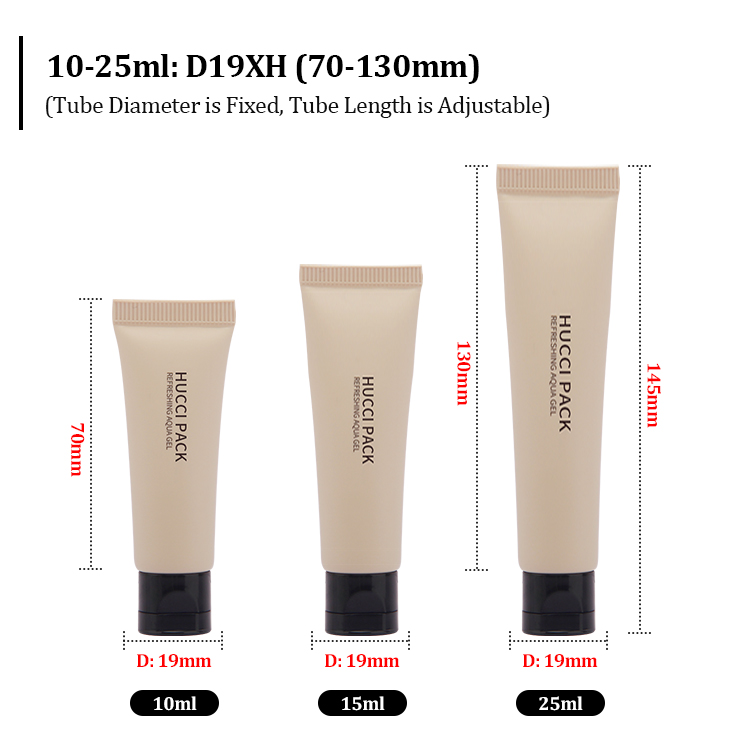 10-25ml: D19XH (70-130mm)
(Tube Diameter is Fixed, Tube Length is Adjustable)
70mm
HUCCI PACK
REFRESHING AQUA GEL
D: 19mm
10ml
HUCCI PACK
REFRESHING AQUA GEL
D: 19mm
15ml
130mm
HUCCI PACK
REFRESHING AQUA GEL
145mm
D: 19mm
25ml